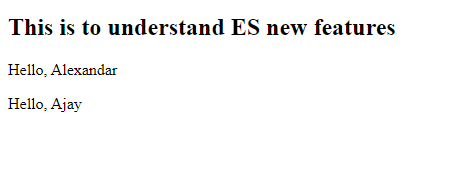 This is to understand ES new features
Hello, Alexandar
Hello, Ajay